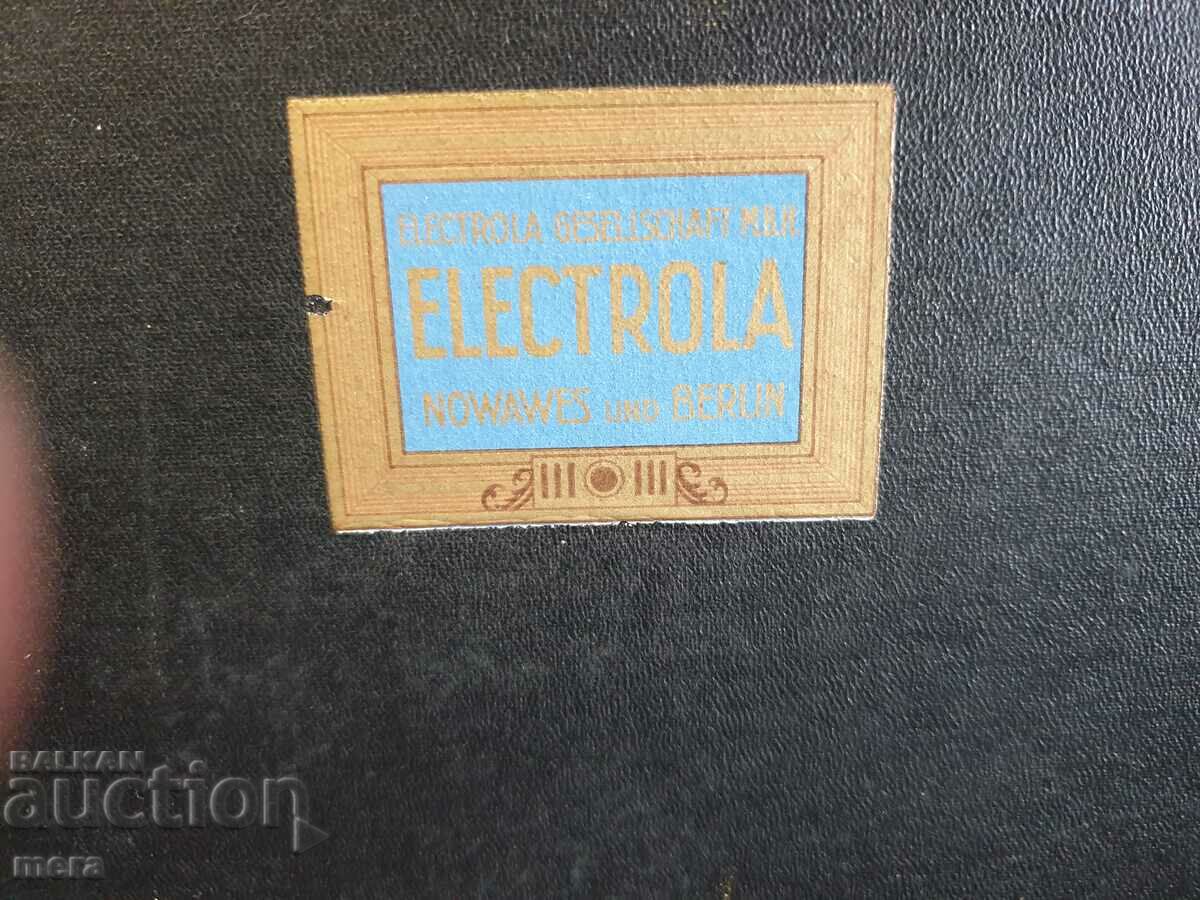 ELECTROLA GESELLSCHAFT M.B.H.
ELECTROLA
NOWAWES UND BERLIN
BALKAN
auction
mera